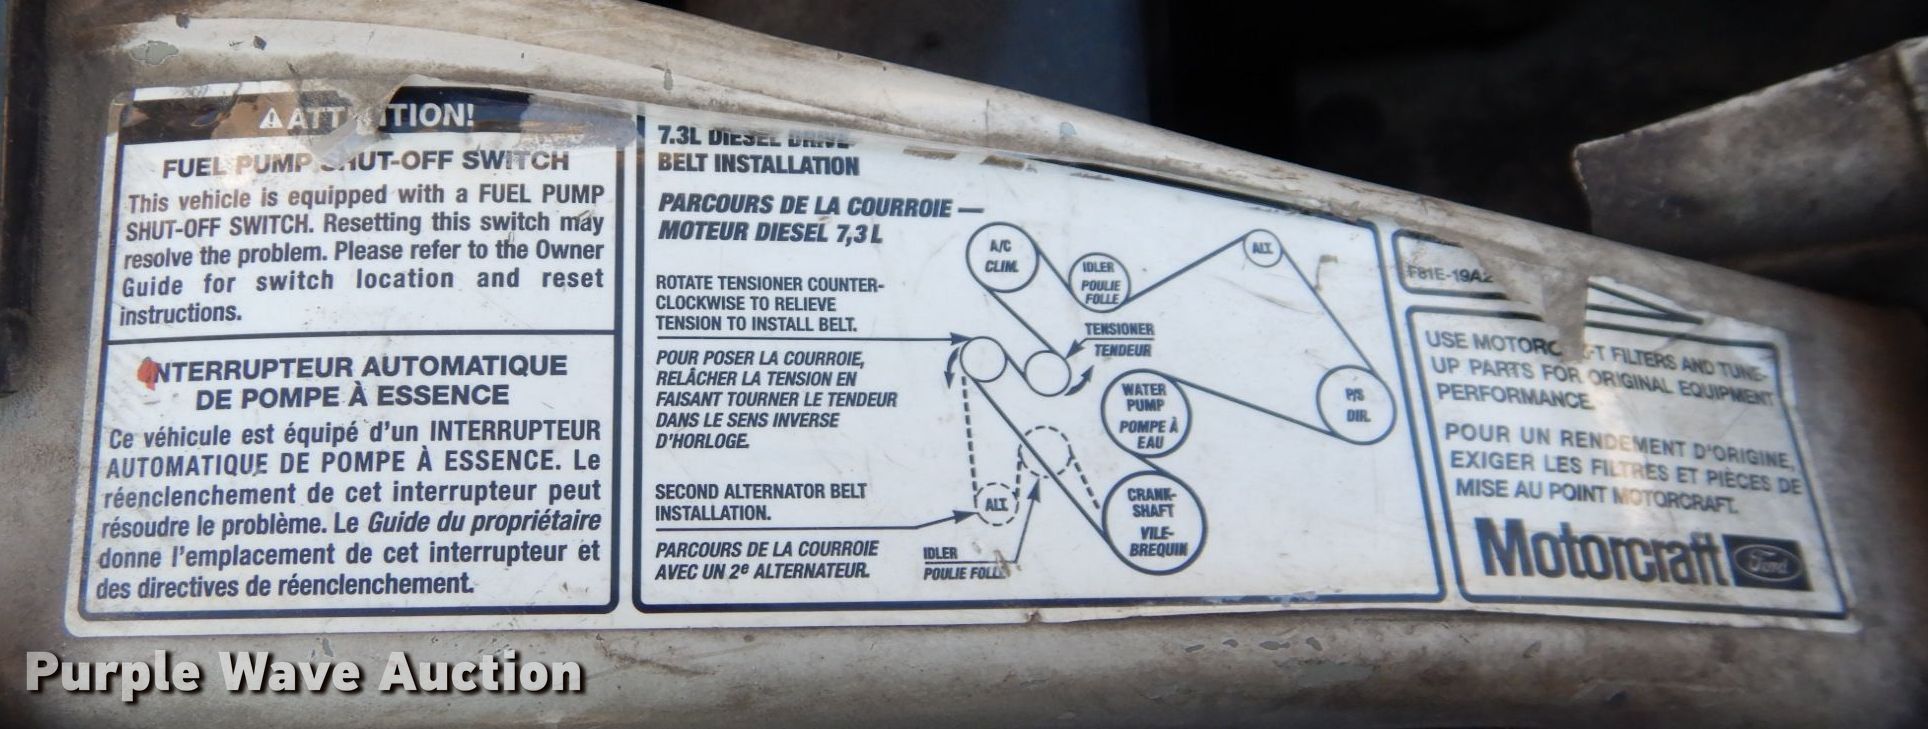 ATT TION!
FUEL PUMP SHUT-OFF SWITCH
This vehicle is equipped with a FUEL PUMP
SHUT-OFF SWITCH. Resetting this switch may
resolve the problem. Please refer to the Owner
Guide for switch location and reset
instructions.
INTERRUPTEUR AUTOMATIQUE
DE POMPE À ESSENCE
Ce véhicule est équipé d'un INTERRUPTEUR
AUTOMATIQUE DE POMPE À ESSENCE. Le
réenclenchement de cet interrupteur peut
résoudre le problème. Le Guide du propriétaire
donne l'emplacement de cet interrupteur et
des directives de réenclenchement.
7.3L DIESEL DRIVE
BELT INSTALLATION
PARCOURS DE LA COURROIE —
MOTEUR DIESEL 7,3 L
ROTATE TENSIONER COUNTER-
CLOCKWISE TO RELIEVE
TENSION TO INSTALL BELT.
POUR POSER LA COURROIE,
RELÂCHER LA TENSION EN
FAISANT TOURNER LE TENDEUR
DANS LE SENS INVERSE
D'HORLOGE.
SECOND ALTERNATOR BELT
INSTALLATION.
PARCOURS DE LA COURROIE
AVEC UN 2e ALTERNATEUR.
A/C
CLIM.
IDLER
POULIE
FOLLE
ALT.
TENSIONER
TENDEUR
WATER
PUMP
POMPE À
EAU
P/S
DIR.
ALT.
CRANK-
SHAFT
VILE-
BREQUIN
IDLER
POULIE FOLLE
F81E-19A2
USE MOTORCRAFT FILTERS AND TUNE-
UP PARTS FOR ORIGINAL EQUIPMENT
PERFORMANCE.
POUR UN RENDEMENT D'ORIGINE,
EXIGER LES FILTRES ET PIÈCES DE
MISE AU POINT MOTORCRAFT.
Motorcraft Ford
Purple Wave Auction